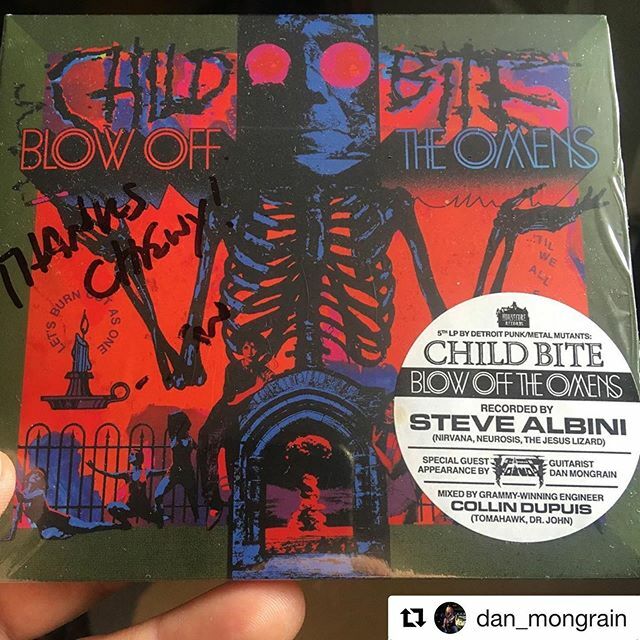 CHILD BITE
BLOW OFF THE OMENS
THANKS
CHEWY!
LET'S BURN OUT AS ONE
...'TIL
WE
ALL
5TH LP BY DETROIT PUNK/METAL MUTANTS:
CHILD BITE
BLOW OFF THE OMENS
RECORDED BY
STEVE ALBINI
(NIRVANA, NEUROSIS, THE JESUS LIZARD)
SPECIAL GUEST
APPEARANCE BY VOIVOD GUITARIST
DAN MONGRAIN
MIXED BY GRAMMY-WINNING ENGINEER
COLLIN DUPUIS
(TOMAHAWK, DR. JOHN)
dan_mongrain